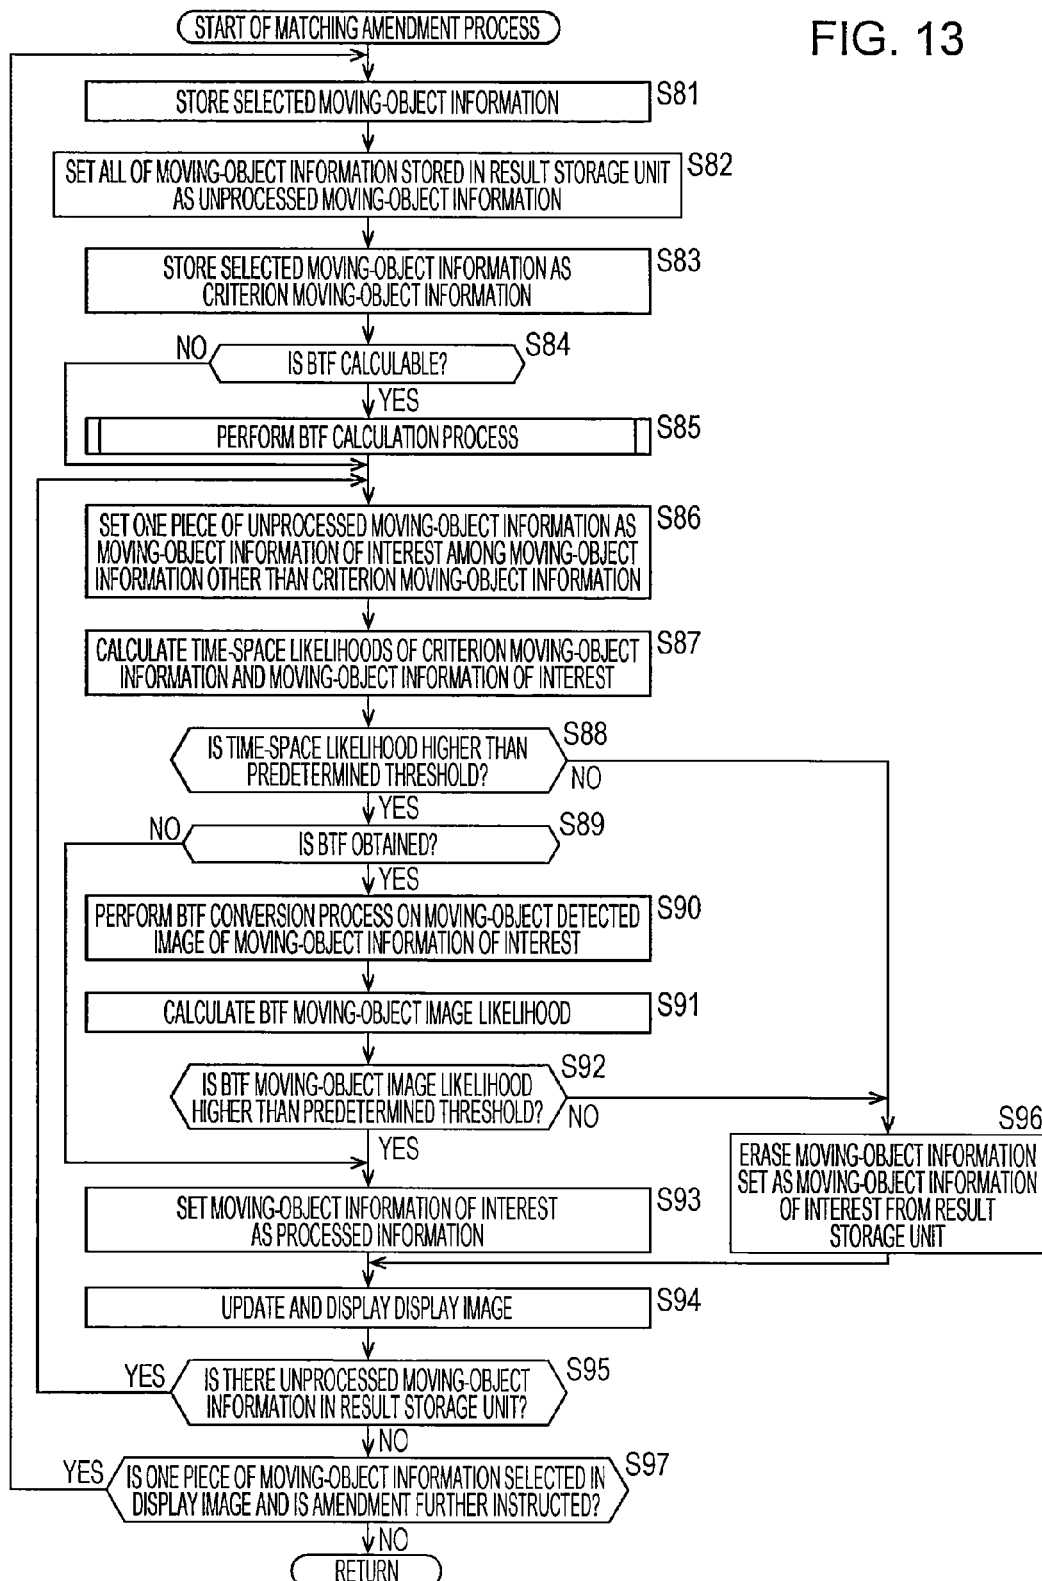 FIG. 13
START OF MATCHING AMENDMENT PROCESS
S81
STORE SELECTED MOVING-OBJECT INFORMATION
S82
SET ALL OF MOVING-OBJECT INFORMATION STORED IN RESULT STORAGE UNIT
AS UNPROCESSED MOVING-OBJECT INFORMATION
S83
STORE SELECTED MOVING-OBJECT INFORMATION AS
CRITERION MOVING-OBJECT INFORMATION
S84
NO
IS BTF CALCULABLE?
YES
S85
PERFORM BTF CALCULATION PROCESS
S86
SET ONE PIECE OF UNPROCESSED MOVING-OBJECT INFORMATION AS
MOVING-OBJECT INFORMATION OF INTEREST AMONG MOVING-OBJECT
INFORMATION OTHER THAN CRITERION MOVING-OBJECT INFORMATION
S87
CALCULATE TIME-SPACE LIKELIHOODS OF CRITERION MOVING-OBJECT
INFORMATION AND MOVING-OBJECT INFORMATION OF INTEREST
S88
IS TIME-SPACE LIKELIHOOD HIGHER THAN
PREDETERMINED THRESHOLD?
NO
YES
S89
NO
IS BTF OBTAINED?
YES
S90
PERFORM BTF CONVERSION PROCESS ON MOVING-OBJECT DETECTED
IMAGE OF MOVING-OBJECT INFORMATION OF INTEREST
S91
CALCULATE BTF MOVING-OBJECT IMAGE LIKELIHOOD
S92
IS BTF MOVING-OBJECT IMAGE LIKELIHOOD
HIGHER THAN PREDETERMINED THRESHOLD?
NO
YES
S96
ERASE MOVING-OBJECT INFORMATION
SET AS MOVING-OBJECT INFORMATION
OF INTEREST FROM RESULT
STORAGE UNIT
S93
SET MOVING-OBJECT INFORMATION OF INTEREST
AS PROCESSED INFORMATION
S94
UPDATE AND DISPLAY DISPLAY IMAGE
S95
YES
IS THERE UNPROCESSED MOVING-OBJECT
INFORMATION IN RESULT STORAGE UNIT?
NO
S97
YES
IS ONE PIECE OF MOVING-OBJECT INFORMATION SELECTED IN
DISPLAY IMAGE AND IS AMENDMENT FURTHER INSTRUCTED?
NO
RETURN